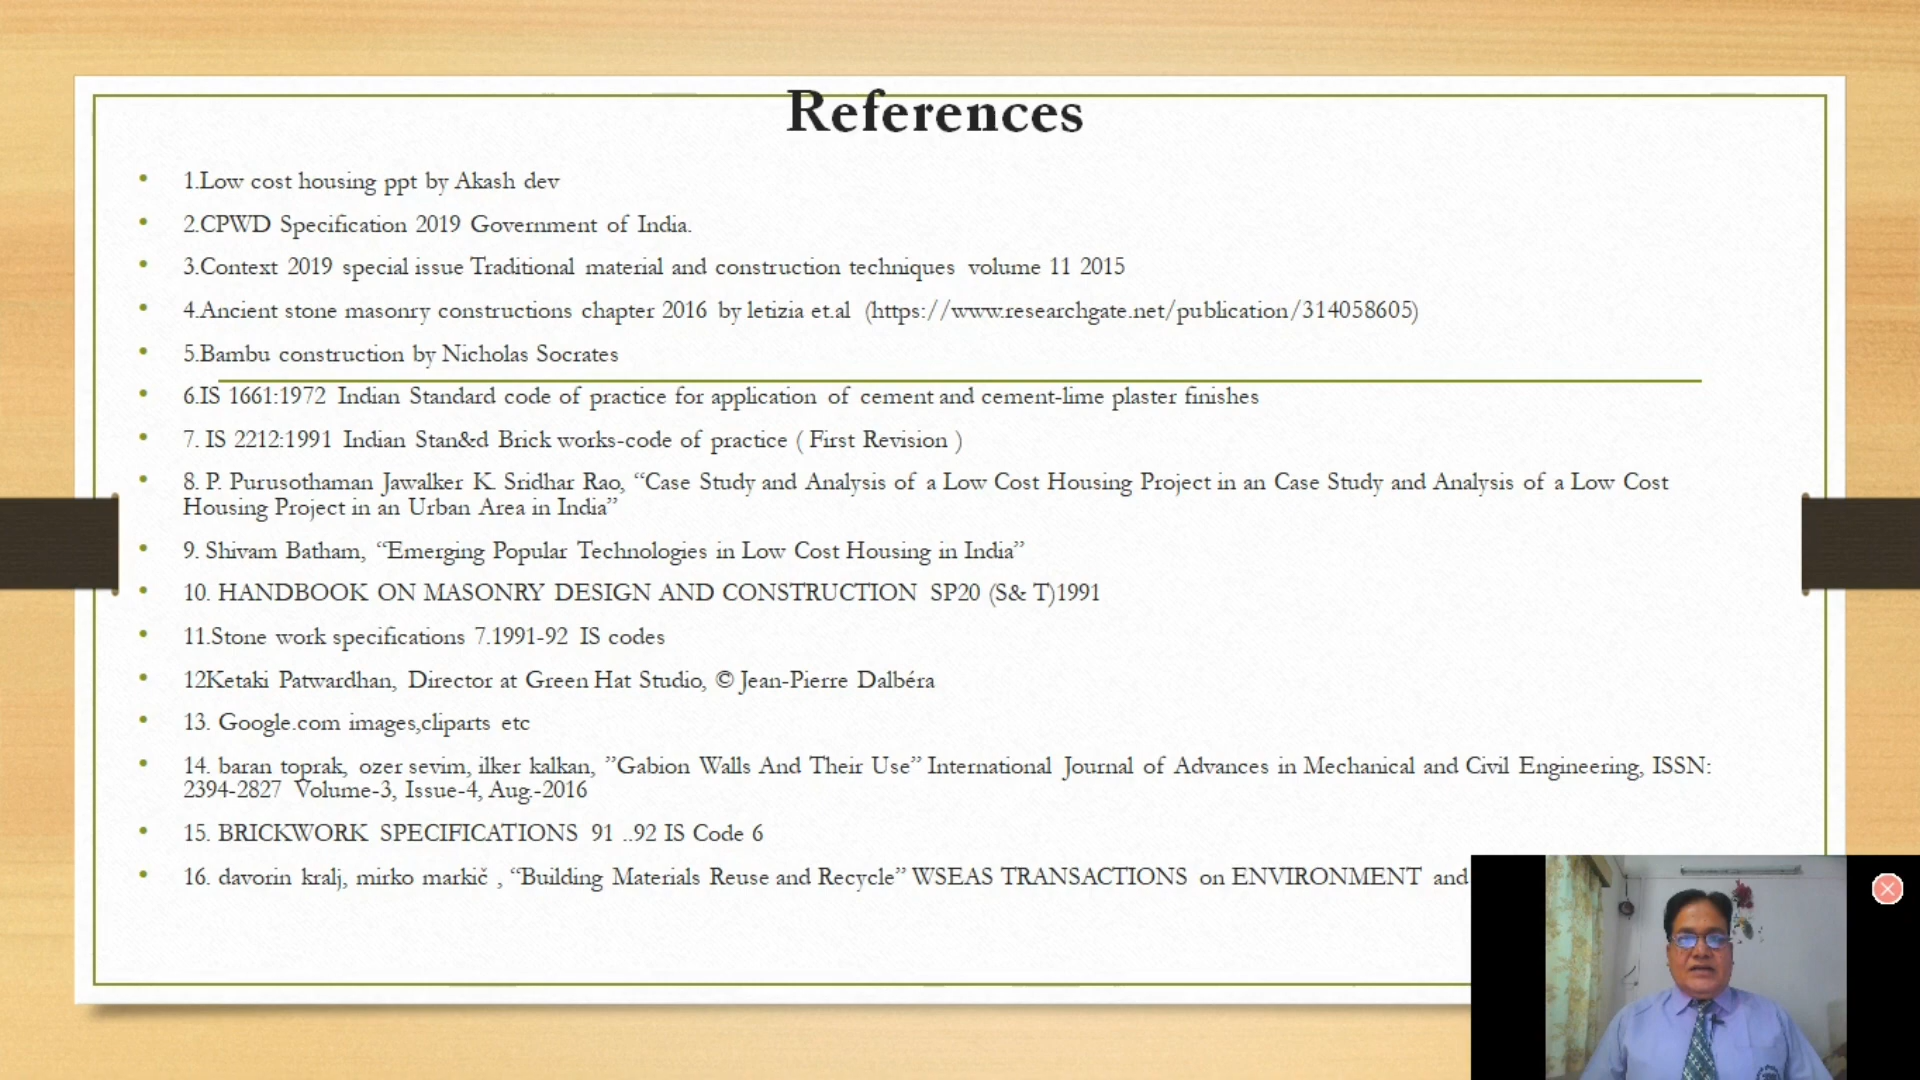 References
• 1.Low cost housing ppt by Akash dev
• 2.CPWD Specification 2019 Government of India.
• 3.Context 2019 special issue Traditional material and construction techniques volume 11 2015
• 4.Ancient stone masonry constructions chapter 2016 by letizia et.al (https://www.researchgate.net/publication/314058605)
• 5.Bambu construction by Nicholas Socrates
• 6.IS 1661:1972 Indian Standard code of practice for application of cement and cement-lime plaster finishes
• 7. IS 2212:1991 Indian Stan&d Brick works-code of practice ( First Revision )
• 8. P. Purusothaman Jawalker K. Sridhar Rao, “Case Study and Analysis of a Low Cost Housing Project in an Case Study and Analysis of a Low Cost
Housing Project in an Urban Area in India”
• 9. Shivam Batham, “Emerging Popular Technologies in Low Cost Housing in India”
• 10. HANDBOOK ON MASONRY DESIGN AND CONSTRUCTION SP20 (S& T)1991
• 11.Stone work specifications 7.1991-92 IS codes
• 12Ketaki Patwardhan, Director at Green Hat Studio, © Jean-Pierre Dalbéra
• 13. Google.com images,cliparts etc
• 14. baran toprak, ozer sevim, ilker kalkan, ”Gabion Walls And Their Use” International Journal of Advances in Mechanical and Civil Engineering, ISSN:
2394-2827 Volume-3, Issue-4, Aug.-2016
• 15. BRICKWORK SPECIFICATIONS 91 ..92 IS Code 6
• 16. davorin kralj, mirko markič , “Building Materials Reuse and Recycle” WSEAS TRANSACTIONS on ENVIRONMENT and